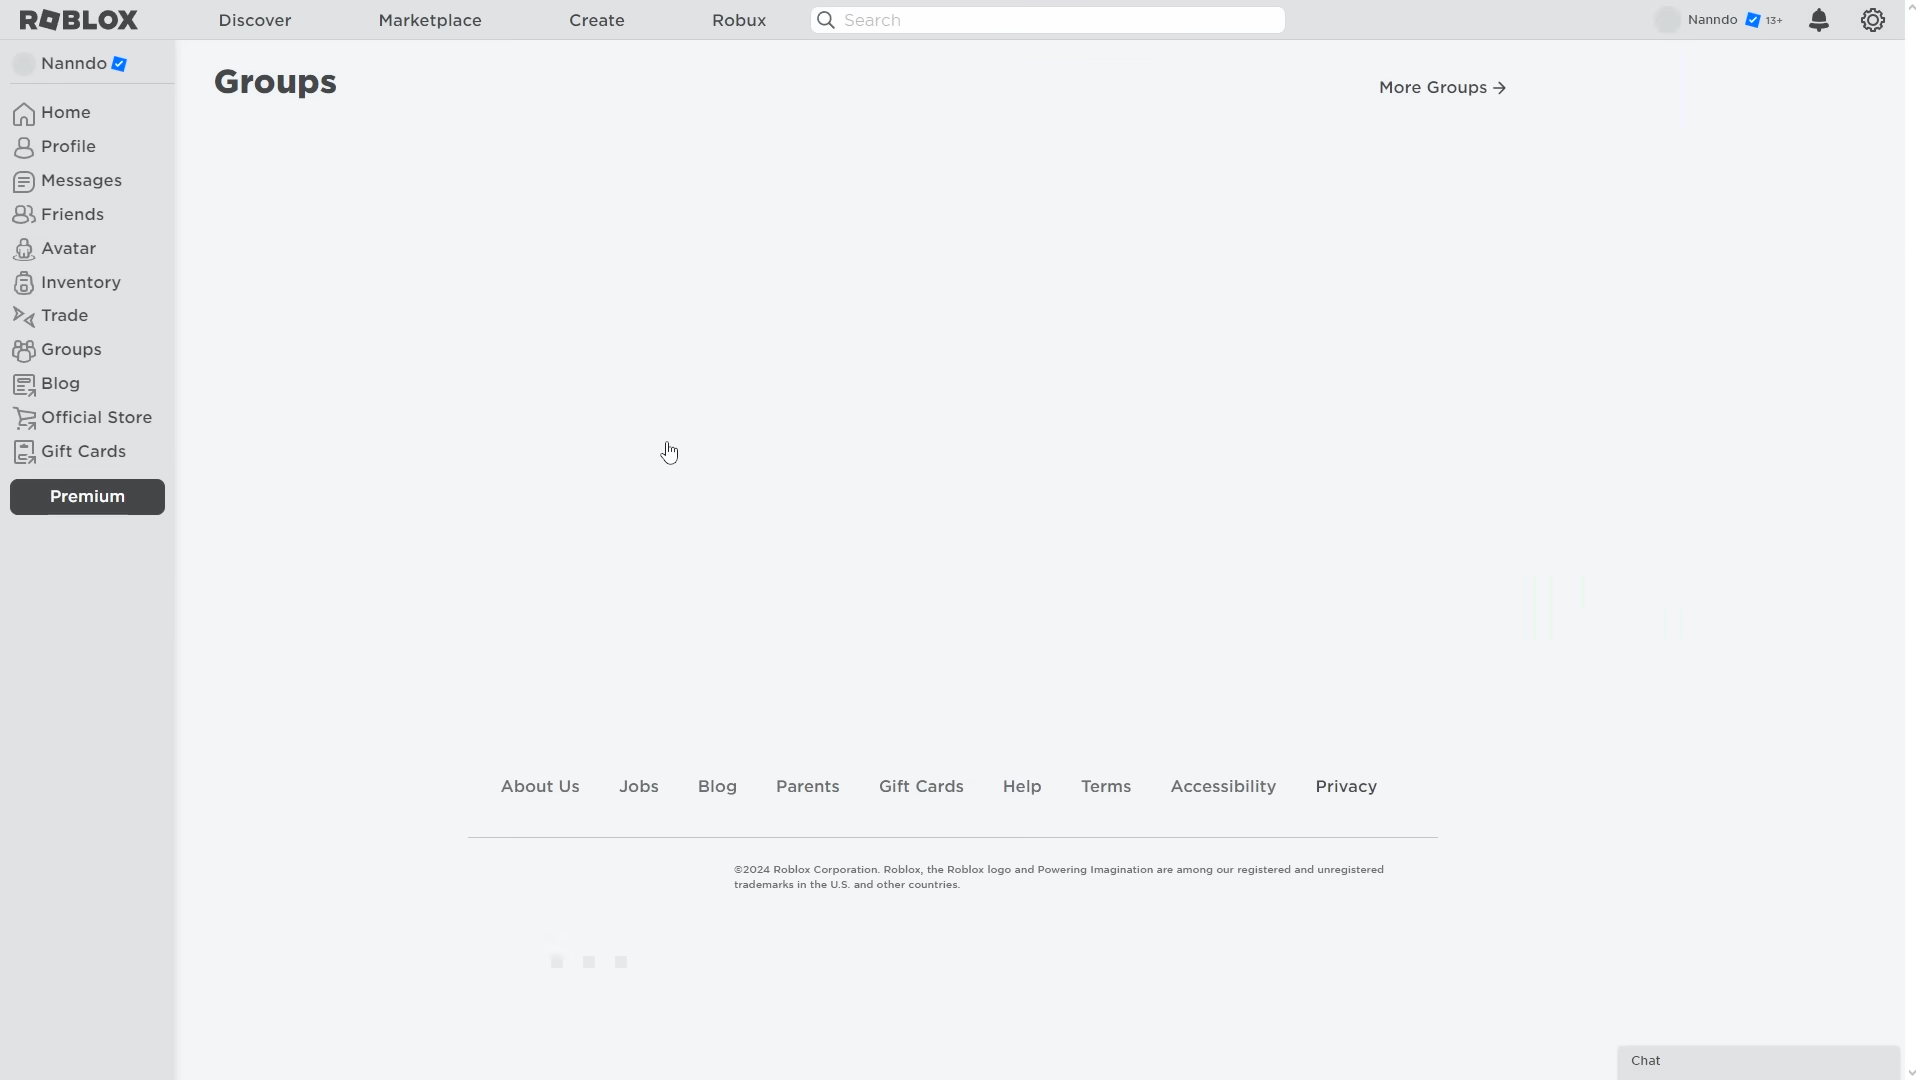 ROBLOX
Discover
Marketplace
Create
Robux
Search
Nanndo
13+
Nanndo
Home
Profile
Messages
Friends
Avatar
Inventory
Trade
Groups
Blog
Official Store
Gift Cards
Premium
Groups
More Groups →
About Us
Jobs
Blog
Parents
Gift Cards
Help
Terms
Accessibility
Privacy
©2024 Roblox Corporation. Roblox, the Roblox logo and Powering Imagination are among our registered and unregistered
trademarks in the U.S. and other countries.
Chat